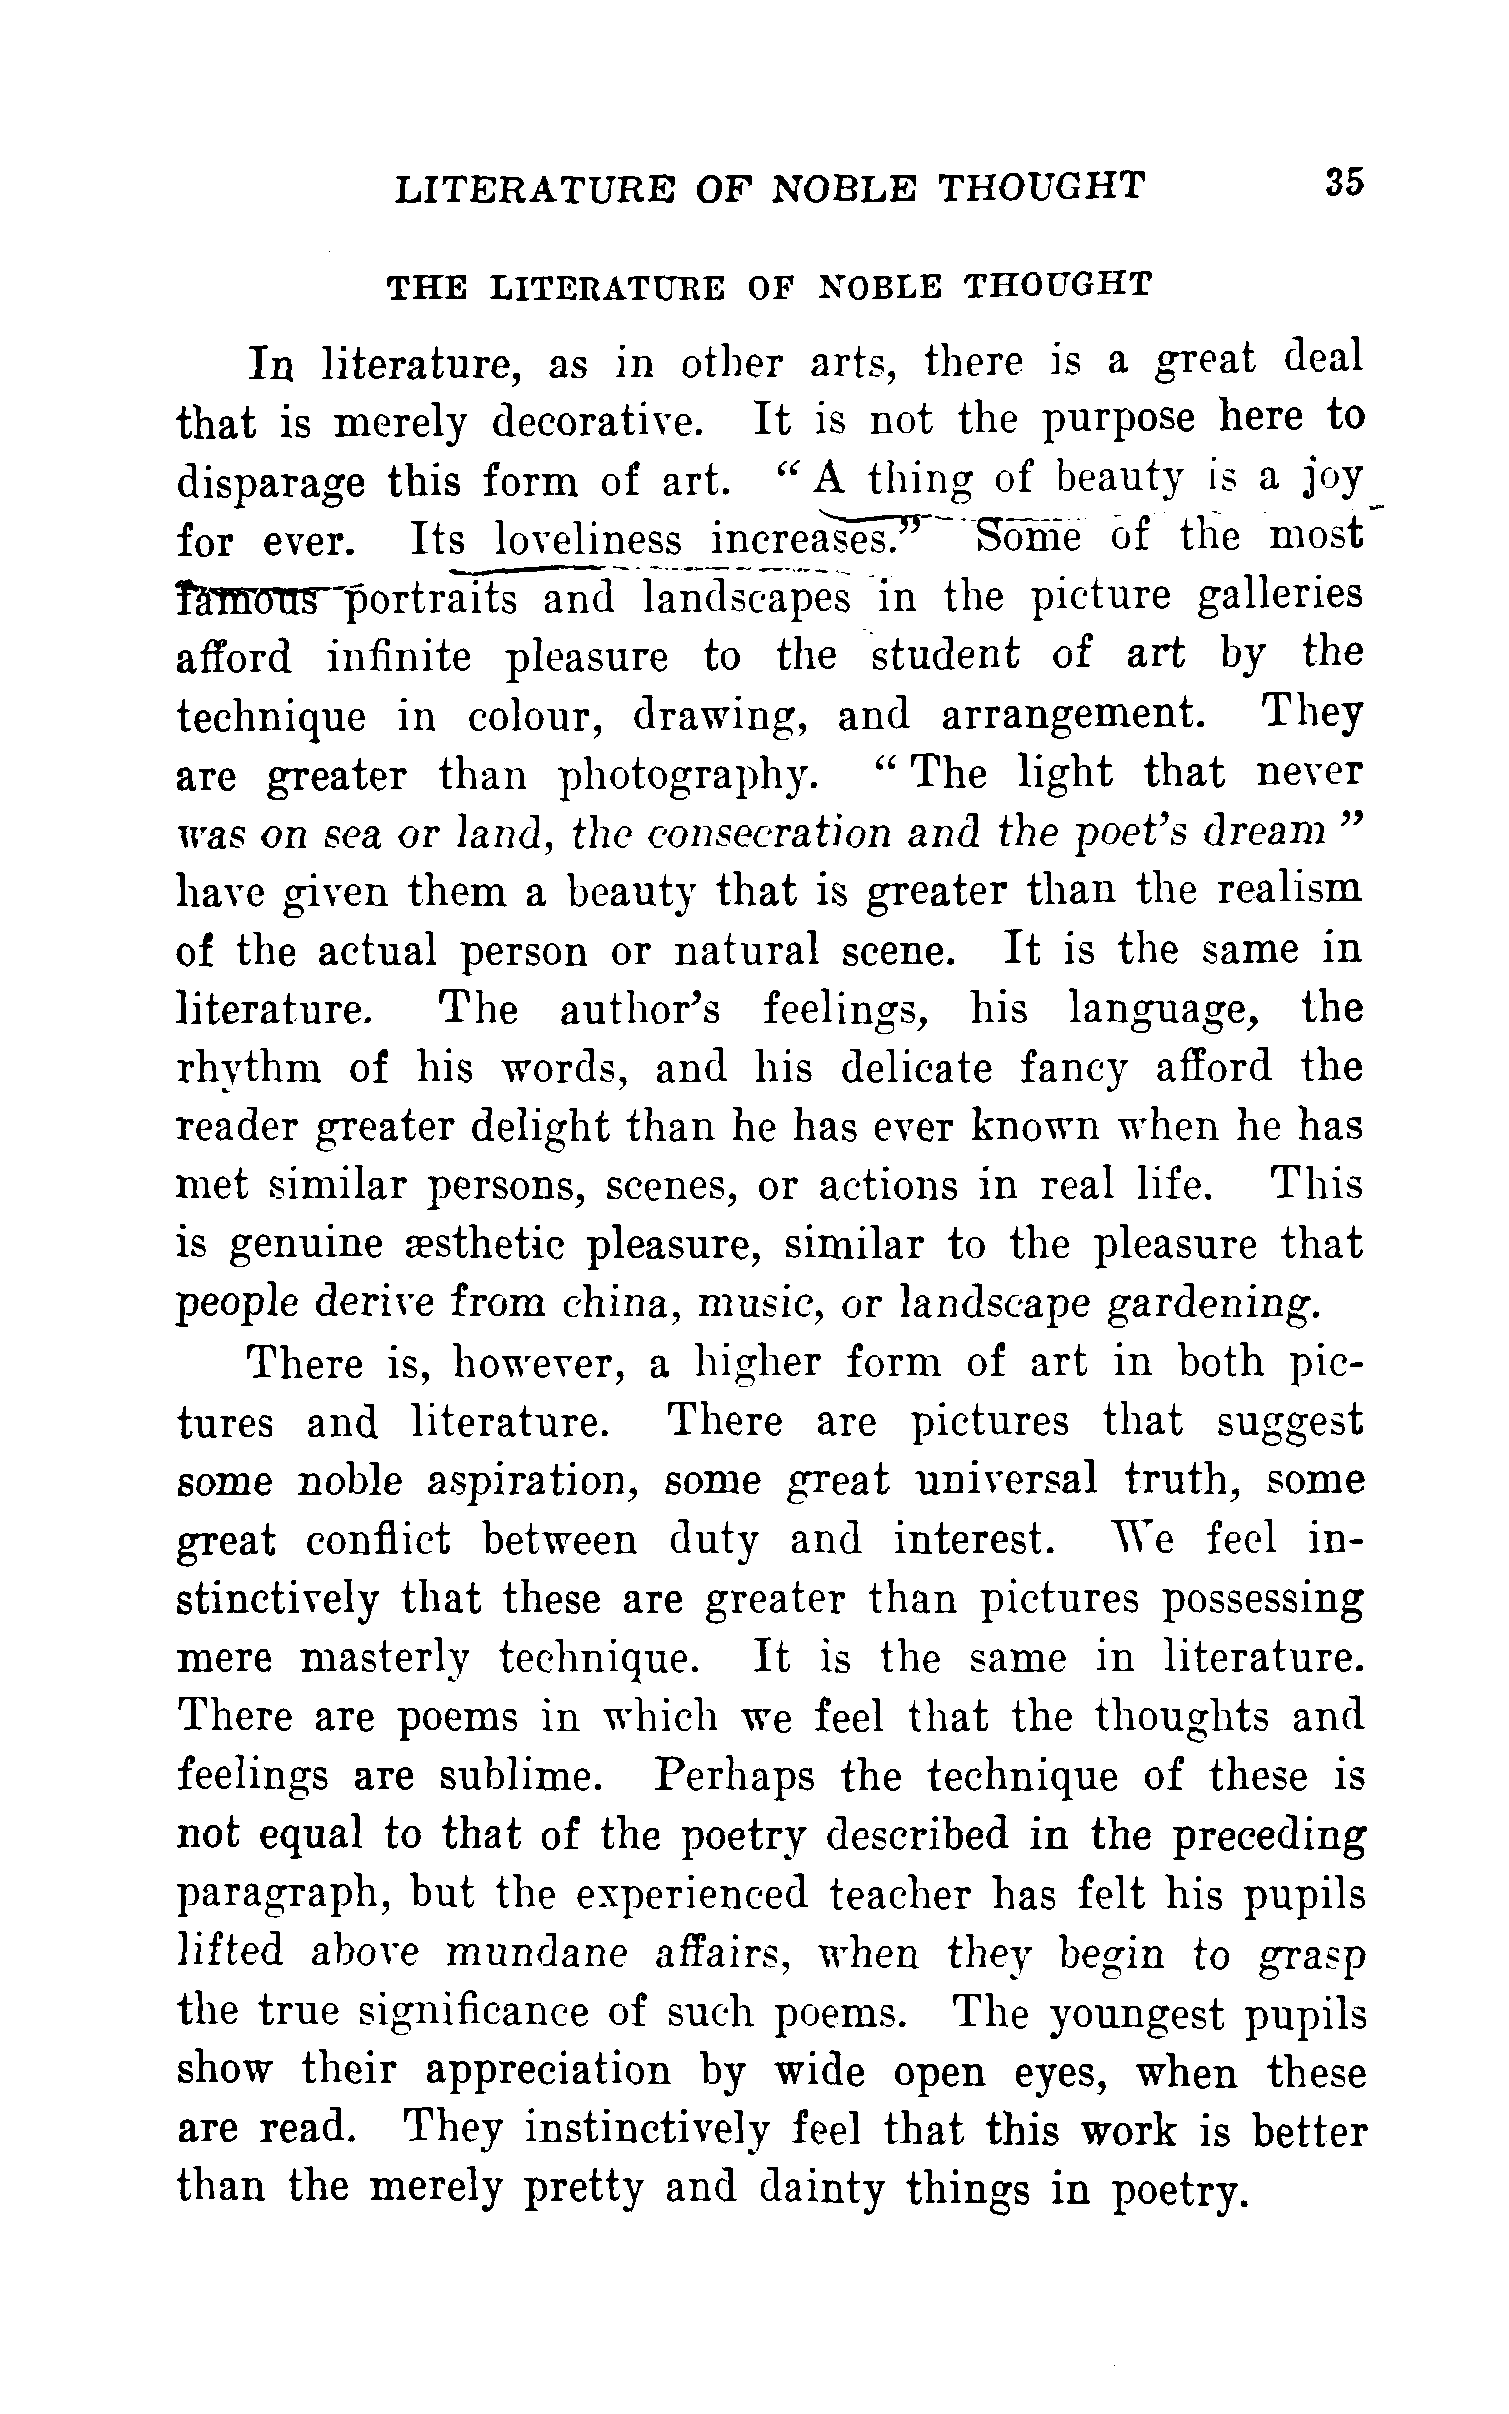 LITERATURE OF NOBLE THOUGHT 35
THE LITERATURE OF NOBLE THOUGHT
In literature, as in other arts, there is a great deal
that is merely decorative. It is not the purpose here to
disparage this form of art. “A thing of beauty is a joy
for ever. Its loveliness increases.” Some of the most
famous portraits and landscapes in the picture galleries
afford infinite pleasure to the student of art by the
technique in colour, drawing, and arrangement. They
are greater than photography. “The light that never
was on sea or land, the consecration and the poet’s dream”
have given them a beauty that is greater than the realism
of the actual person or natural scene. It is the same in
literature. The author’s feelings, his language, the
rhythm of his words, and his delicate fancy afford the
reader greater delight than he has ever known when he has
met similar persons, scenes, or actions in real life. This
is genuine æsthetic pleasure, similar to the pleasure that
people derive from china, music, or landscape gardening.
There is, however, a higher form of art in both pic-
tures and literature. There are pictures that suggest
some noble aspiration, some great universal truth, some
great conflict between duty and interest. We feel in-
stinctively that these are greater than pictures possessing
mere masterly technique. It is the same in literature.
There are poems in which we feel that the thoughts and
feelings are sublime. Perhaps the technique of these is
not equal to that of the poetry described in the preceding
paragraph, but the experienced teacher has felt his pupils
lifted above mundane affairs, when they begin to grasp
the true significance of such poems. The youngest pupils
show their appreciation by wide open eyes, when these
are read. They instinctively feel that this work is better
than the merely pretty and dainty things in poetry.